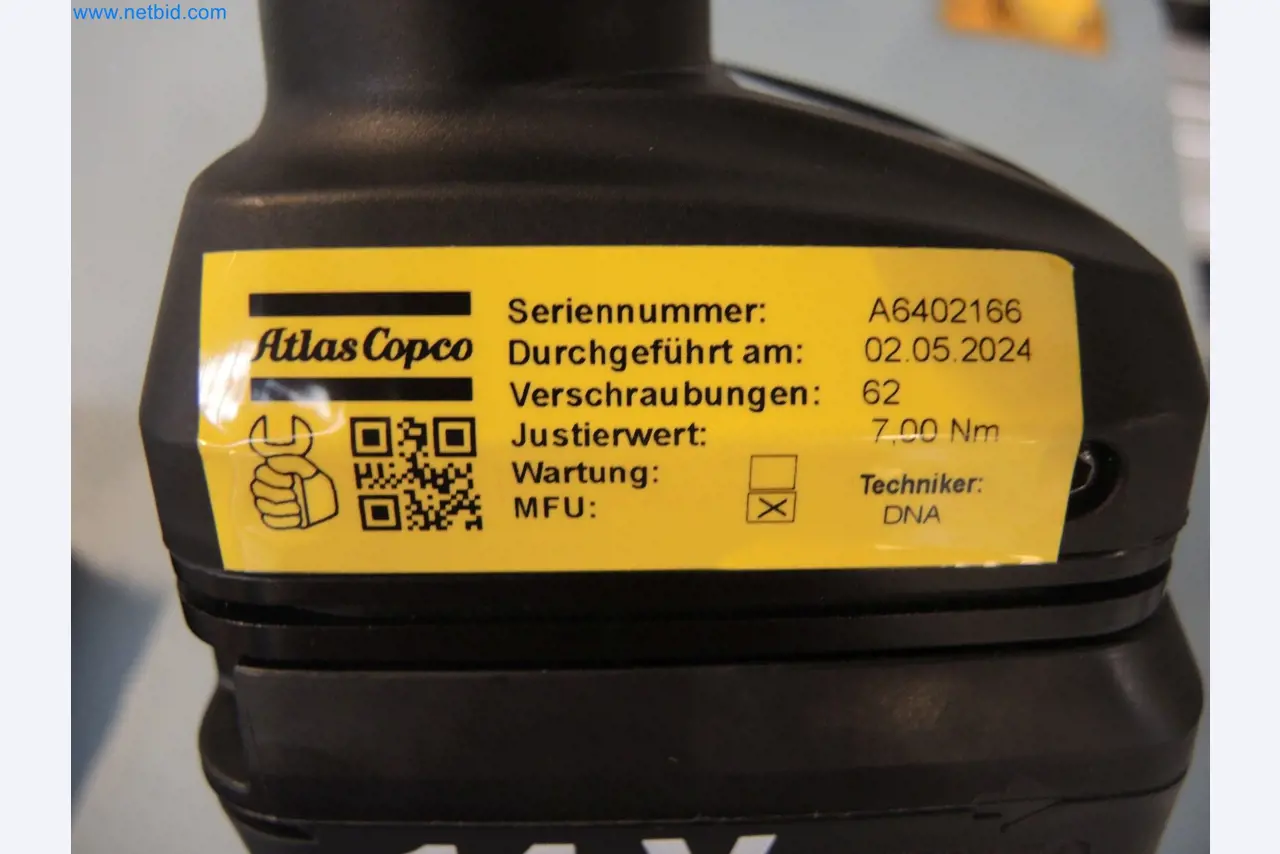 www.netbid.com
Atlas Copco
Seriennummer: A6402166
Durchgeführt am: 02.05.2024
Verschraubungen: 62
Justierwert: 7,00 Nm
Wartung:
MFU: X
Techniker:
DNA